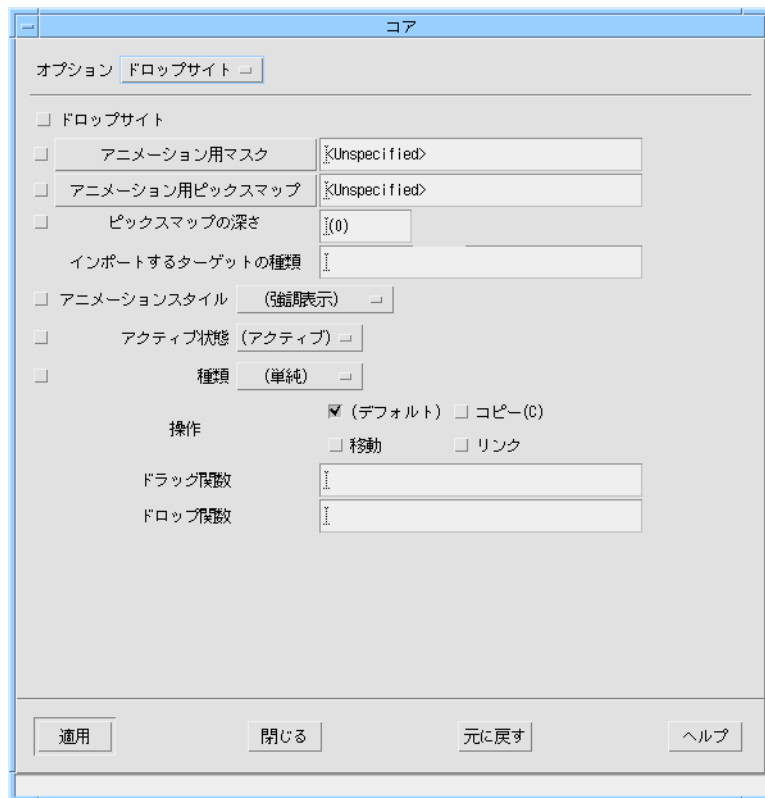 コア
オプション ドロップサイト
ドロップサイト
アニメーション用マスク <Unspecified>
アニメーション用ピックスマップ <Unspecified>
ピックスマップの深さ (0)
インポートするターゲットの種類
アニメーションスタイル (強調表示)
アクティブ状態 (アクティブ)
種類 (単純)
(デフォルト) コピー(C)
操作
移動 リンク
ドラッグ関数
ドロップ関数
適用 閉じる 元に戻す ヘルプ